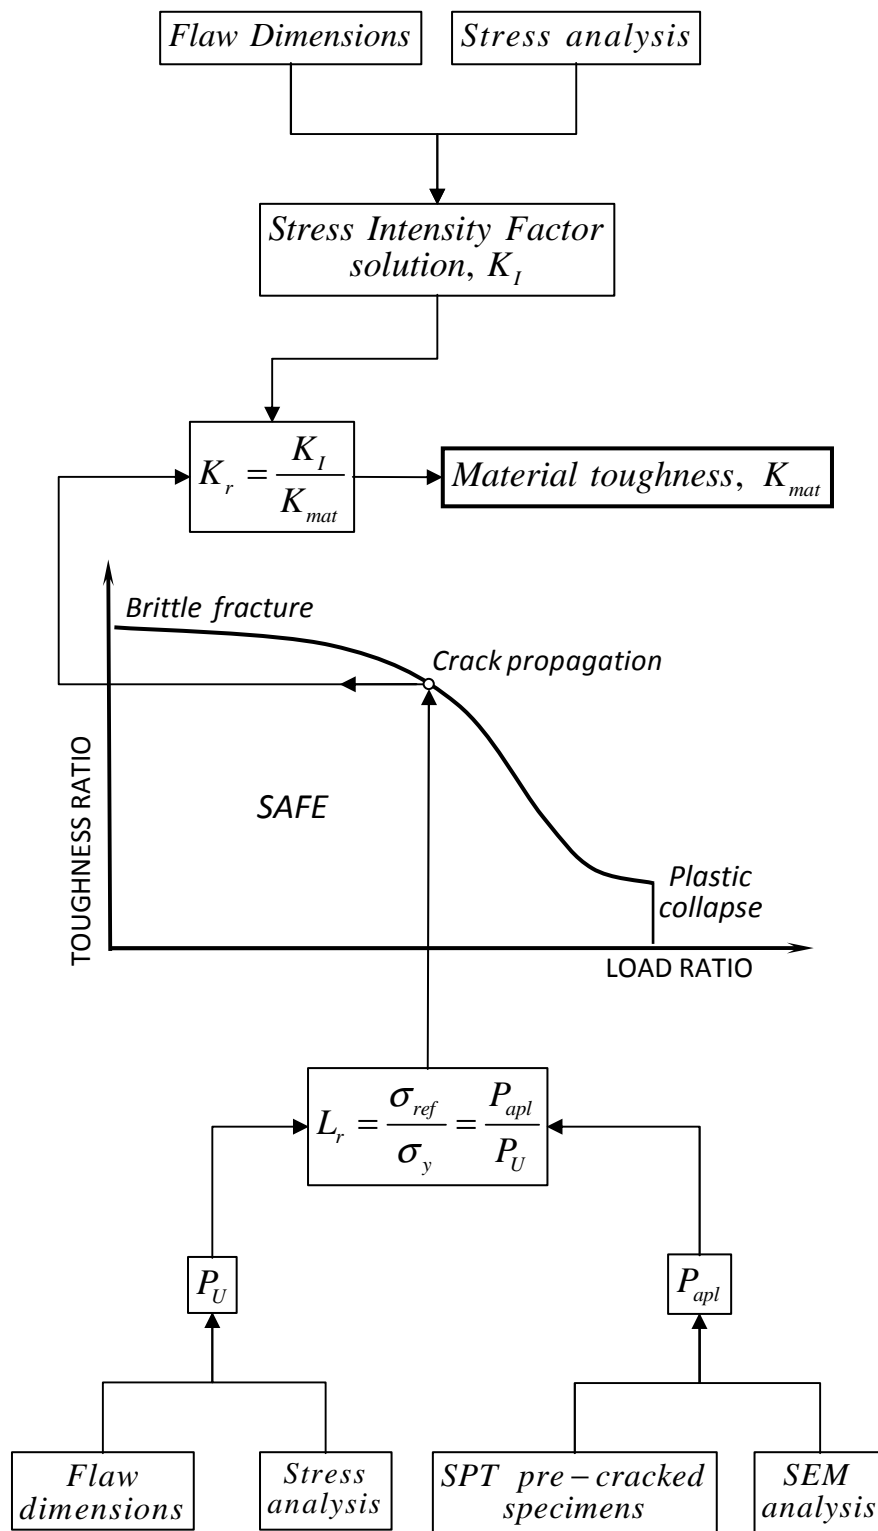 Flaw Dimensions
Stress analysis
Stress Intensity Factor
solution, K_I
K_r = K_I / K_mat
Material toughness, K_mat
Brittle fracture
Crack propagation
TOUGHNESS RATIO
SAFE
Plastic
collapse
LOAD RATIO
L_r = σ_ref / σ_y = P_apl / P_U
P_U
P_apl
Flaw
dimensions
Stress
analysis
SPT pre–cracked
specimens
SEM
analysis